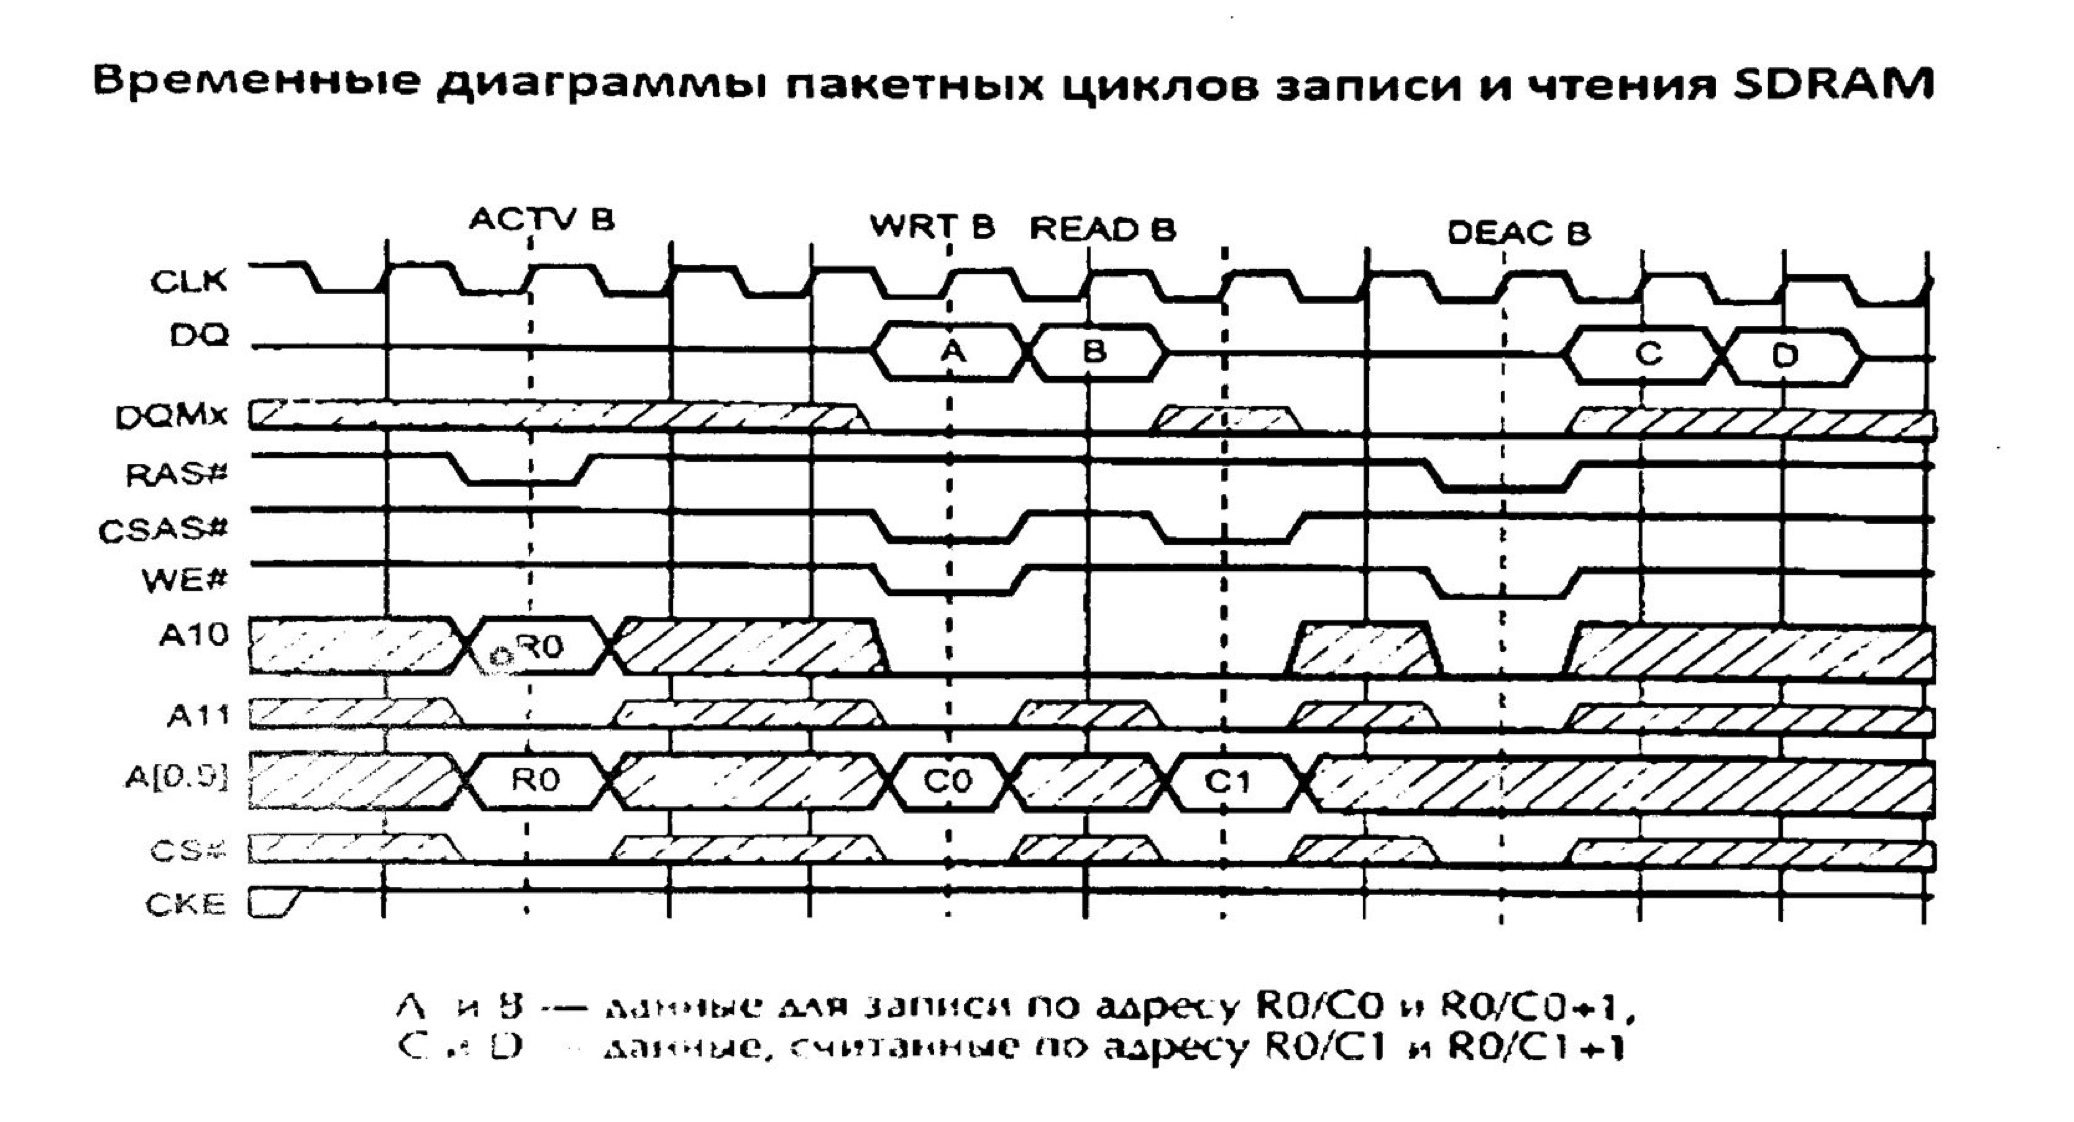 Временные диаграммы пакетных циклов записи и чтения SDRAM
ACTV B WRT B READ B DEAC B
CLK
DQ A B C D
DQMx
RAS#
CSAS#
WE#
A10 R0
A11
A[0.9] R0 C0 C1
CS#
CKE
А и В — данные для записи по адресу R0/C0 и R0/C0+1,
С и D – данные, считанные по адресу R0/C1 и R0/C1+1